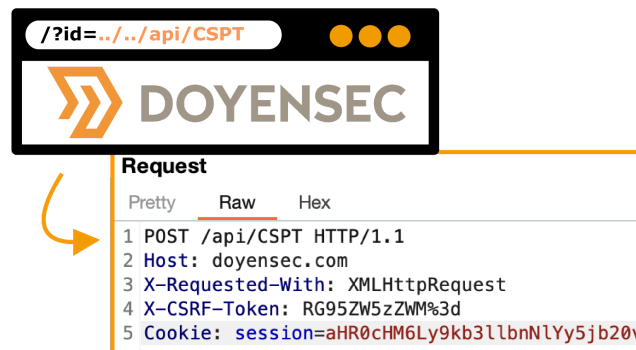 /?id=../../api/CSPT
DOYENSEC
Request
Pretty Raw Hex
1 POST /api/CSPT HTTP/1.1
2 Host: doyensec.com
3 X-Requested-With: XMLHttpRequest
4 X-CSRF-Token: RG95ZW5zZWM%3d
5 Cookie: session=aHR0cHM6Ly9kb3llbnNlYy5jb20v